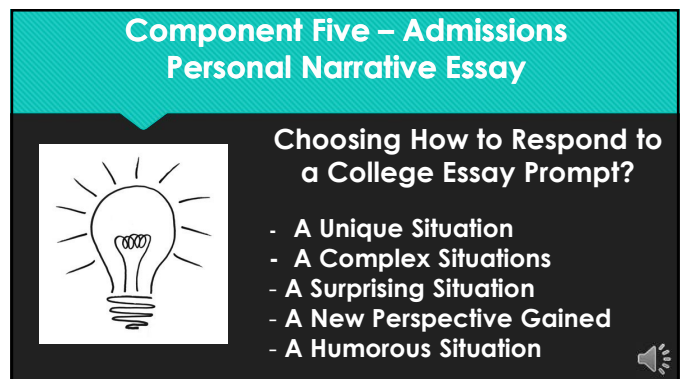 Component Five – Admissions
Personal Narrative Essay
Choosing How to Respond to
a College Essay Prompt?
- A Unique Situation
- A Complex Situations
- A Surprising Situation
- A New Perspective Gained
- A Humorous Situation